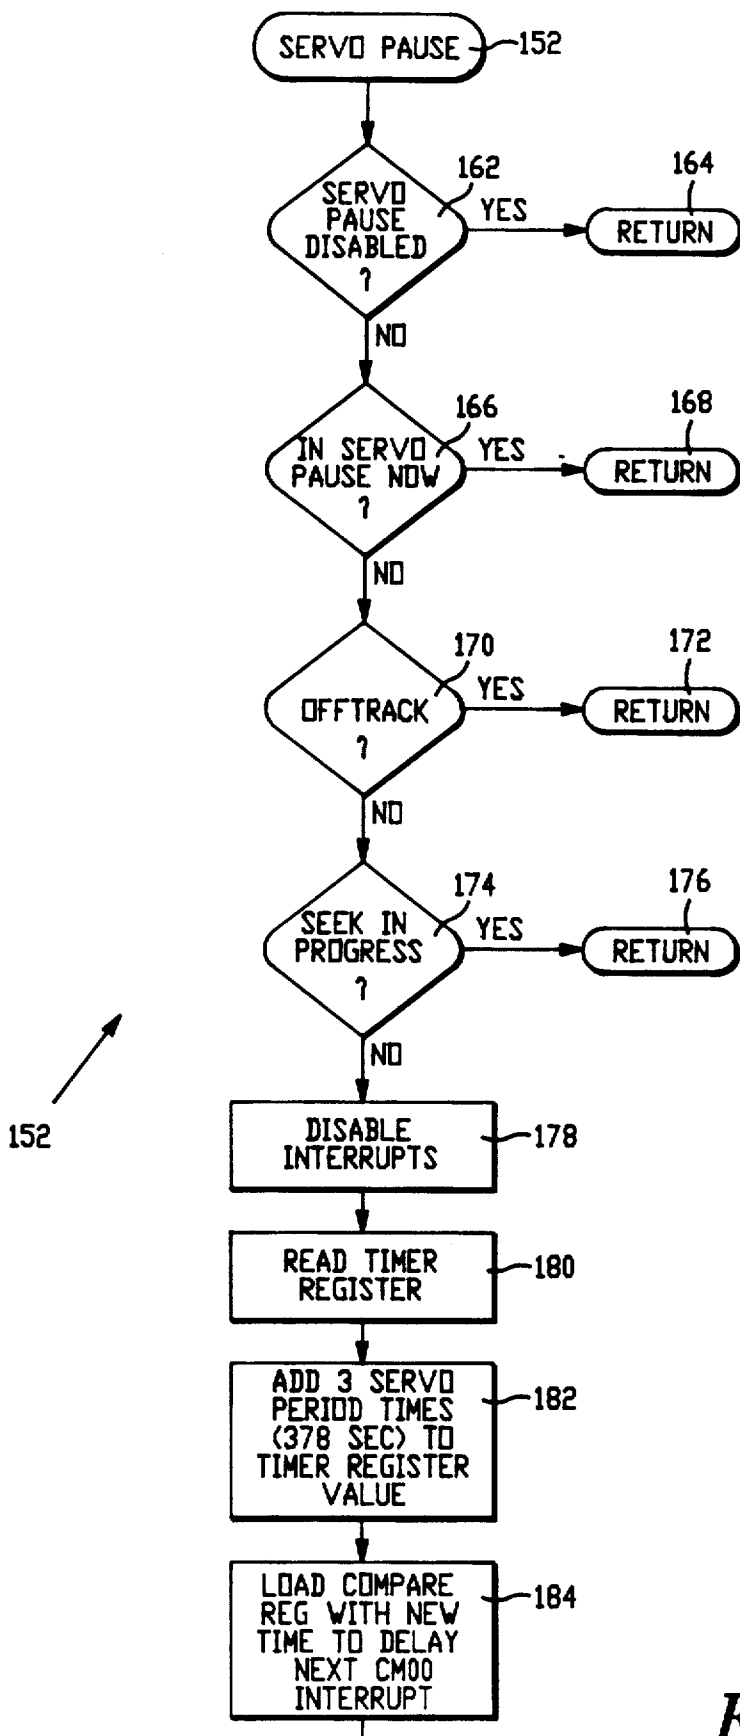 SERVO PAUSE
152
SERVO
PAUSE
DISABLED
?
162
YES
164
RETURN
NO
IN SERVO
PAUSE NOW
?
166
YES
168
RETURN
NO
OFFTRACK
?
170
YES
172
RETURN
NO
SEEK IN
PROGRESS
?
174
YES
176
RETURN
NO
152
DISABLE
INTERRUPTS
178
READ TIMER
REGISTER
180
ADD 3 SERVO
PERIOD TIMES
(378 SEC) TO
TIMER REGISTER
VALUE
182
LOAD COMPARE
REG WITH NEW
TIME TO DELAY
NEXT CM00
INTERRUPT
184